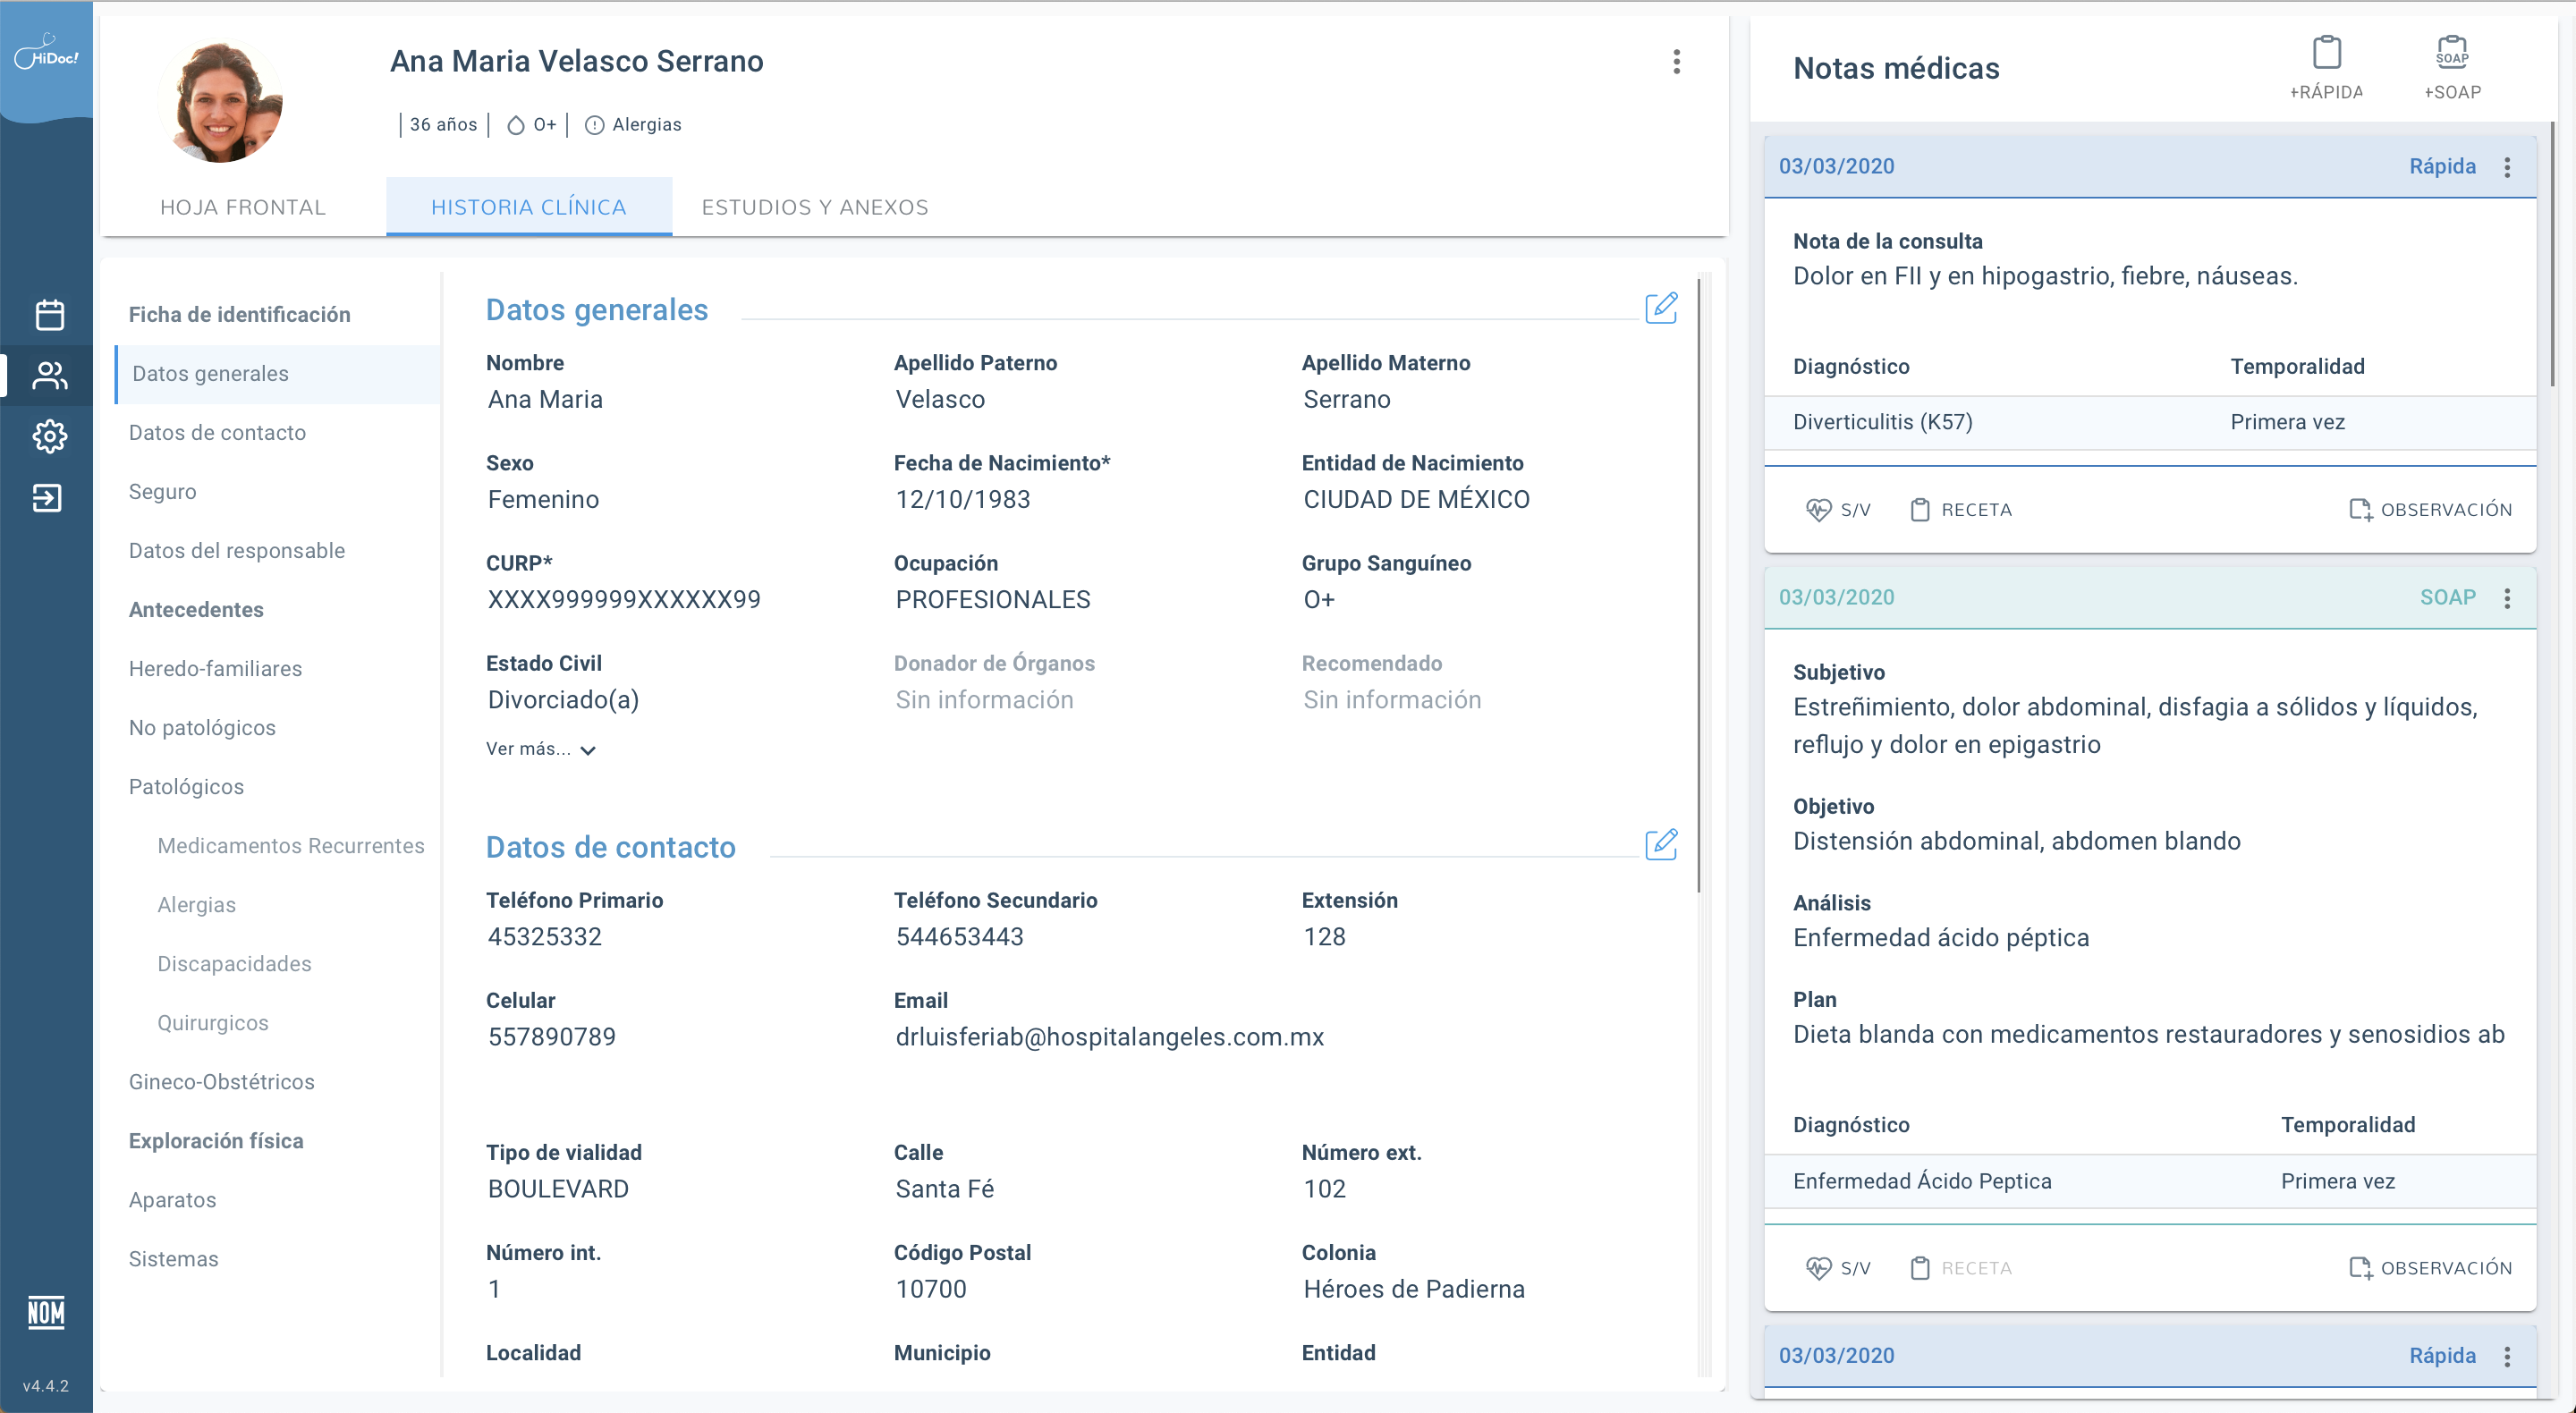 HiDoc!
NOM
v4.4.2
Ana Maria Velasco Serrano
36 años
O+
Alergias
HOJA FRONTAL
HISTORIA CLÍNICA
ESTUDIOS Y ANEXOS
Ficha de identificación
Datos generales
Datos de contacto
Seguro
Datos del responsable
Antecedentes
Heredo-familiares
No patológicos
Patológicos
Medicamentos Recurrentes
Alergias
Discapacidades
Quirurgicos
Gineco-Obstétricos
Exploración física
Aparatos
Sistemas
Datos generales
Nombre Apellido Paterno Apellido Materno
Ana Maria Velasco Serrano
Sexo Fecha de Nacimiento* Entidad de Nacimiento
Femenino 12/10/1983 CIUDAD DE MÉXICO
CURP* Ocupación Grupo Sanguíneo
XXXX999999XXXXXX99 PROFESIONALES O+
Estado Civil Donador de Órganos Recomendado
Divorciado(a) Sin información Sin información
Ver más...
Datos de contacto
Teléfono Primario Teléfono Secundario Extensión
45325332 544653443 128
Celular Email
557890789 drluisferiab@hospitalangeles.com.mx
Tipo de vialidad Calle Número ext.
BOULEVARD Santa Fé 102
Número int. Código Postal Colonia
1 10700 Héroes de Padierna
Localidad Municipio Entidad
Notas médicas
+RÁPIDA
SOAP
+SOAP
03/03/2020 Rápida
Nota de la consulta
Dolor en FII y en hipogastrio, fiebre, náuseas.
Diagnóstico Temporalidad
Diverticulitis (K57) Primera vez
S/V RECETA OBSERVACIÓN
03/03/2020 SOAP
Subjetivo
Estreñimiento, dolor abdominal, disfagia a sólidos y líquidos,
reflujo y dolor en epigastrio
Objetivo
Distensión abdominal, abdomen blando
Análisis
Enfermedad ácido péptica
Plan
Dieta blanda con medicamentos restauradores y senosidios ab
Diagnóstico Temporalidad
Enfermedad Ácido Peptica Primera vez
S/V RECETA OBSERVACIÓN
03/03/2020 Rápida